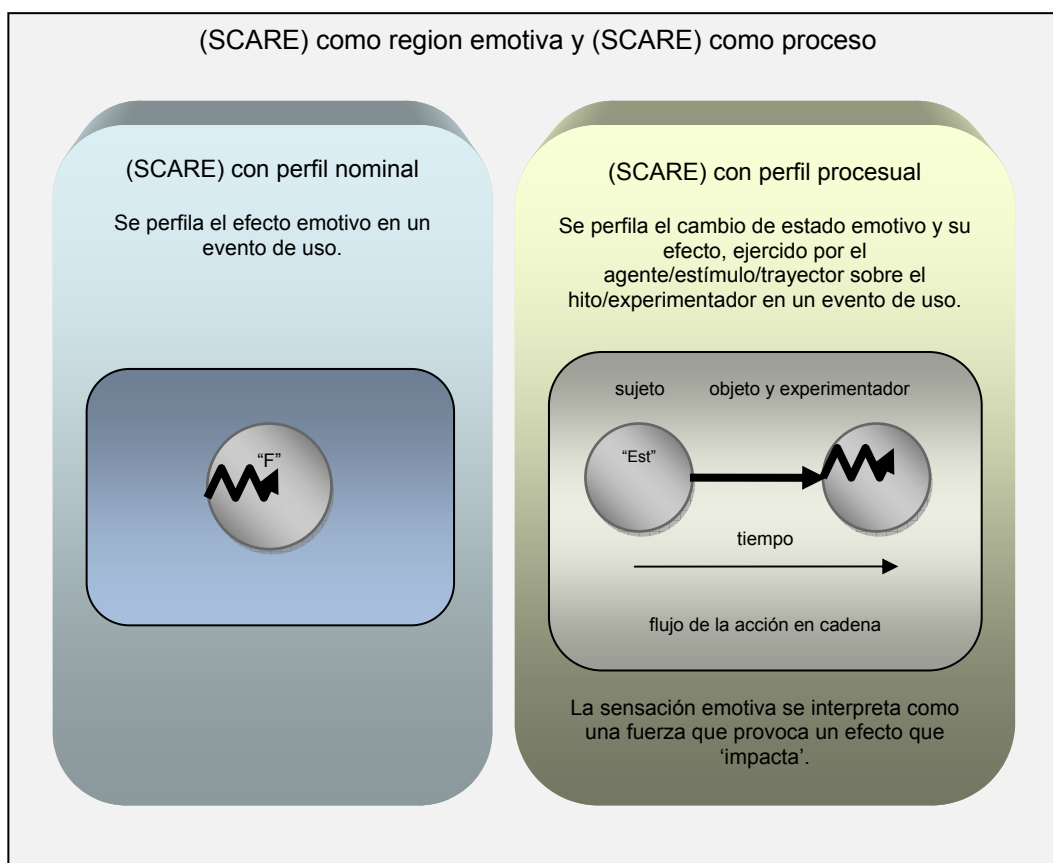 (SCARE) como region emotiva y (SCARE) como proceso
(SCARE) con perfil nominal
Se perfila el efecto emotivo en un
evento de uso.
“F”
(SCARE) con perfil procesual
Se perfila el cambio de estado emotivo y su
efecto, ejercido por el
agente/estímulo/trayector sobre el
hito/experimentador en un evento de uso.
sujeto objeto y experimentador
“Est”
tiempo
flujo de la acción en cadena
La sensación emotiva se interpreta como
una fuerza que provoca un efecto que
‘impacta’.